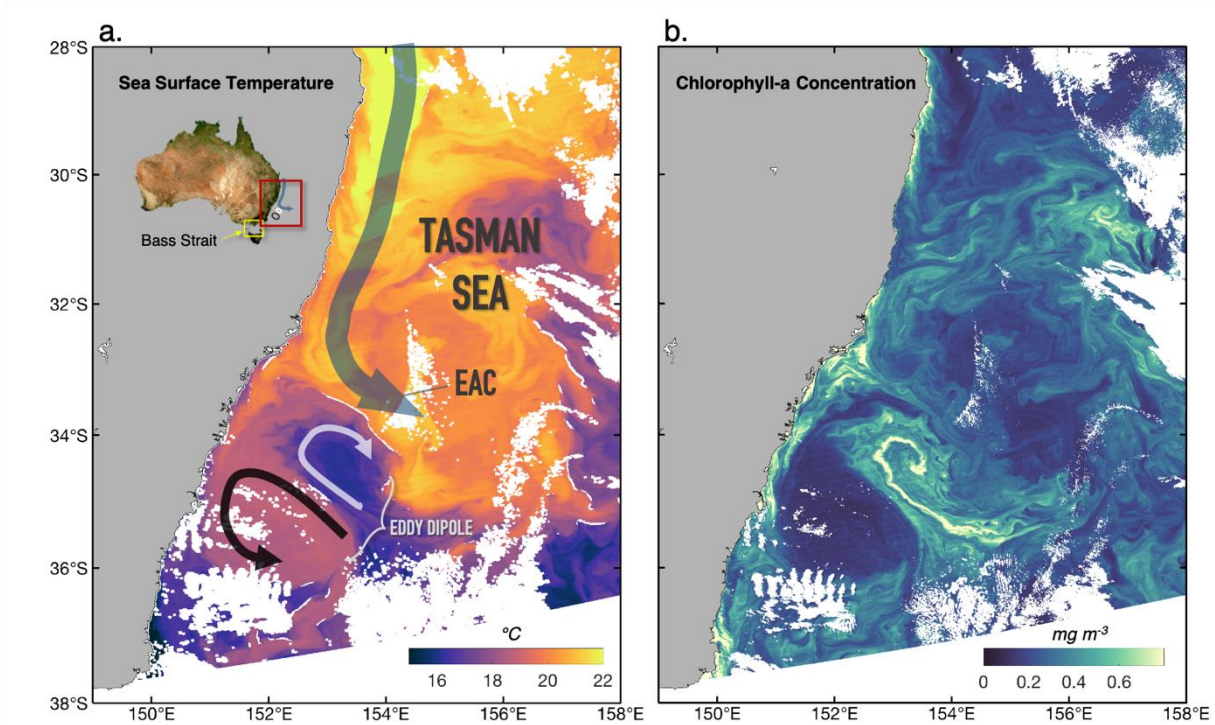 a.
28°S
30°S
32°S
34°S
36°S
38°S
Sea Surface Temperature
Bass Strait
TASMAN
SEA
EAC
EDDY DIPOLE
°C
16 18 20 22
150°E 152°E 154°E 156°E 158°E
b.
Chlorophyll-a Concentration
mg m⁻³
0 0.2 0.4 0.6
150°E 152°E 154°E 156°E 158°E